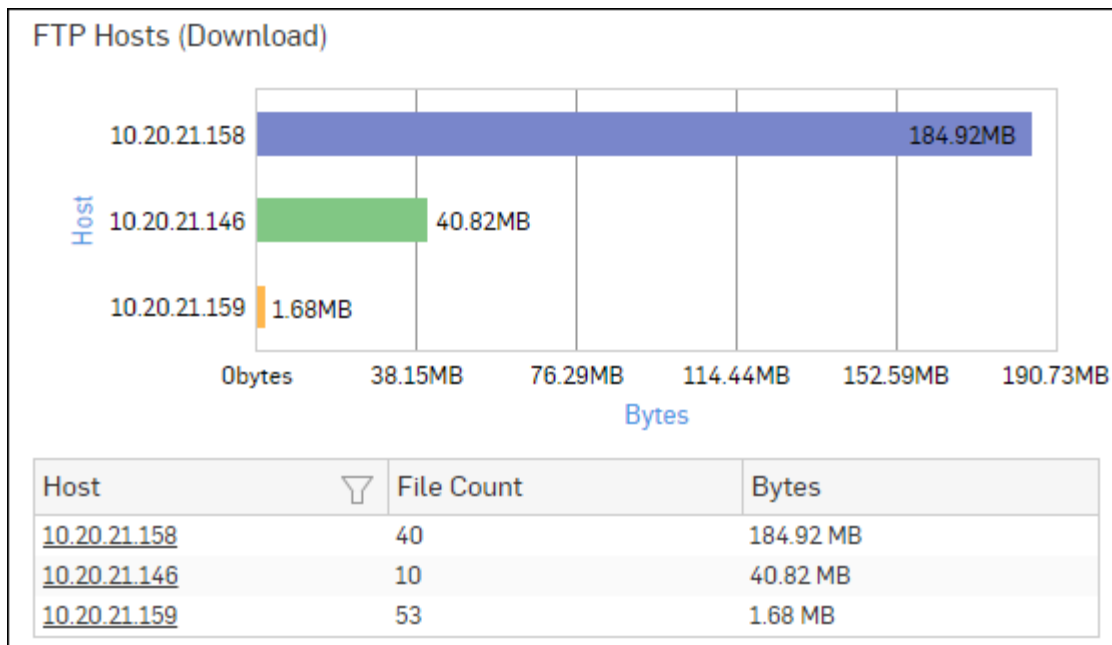 FTP Hosts (Download)
10.20.21.158
184.92MB
Host
10.20.21.146
40.82MB
10.20.21.159
1.68MB
0bytes 38.15MB 76.29MB 114.44MB 152.59MB 190.73MB
Bytes
Host File Count Bytes
10.20.21.158 40 184.92 MB
10.20.21.146 10 40.82 MB
10.20.21.159 53 1.68 MB